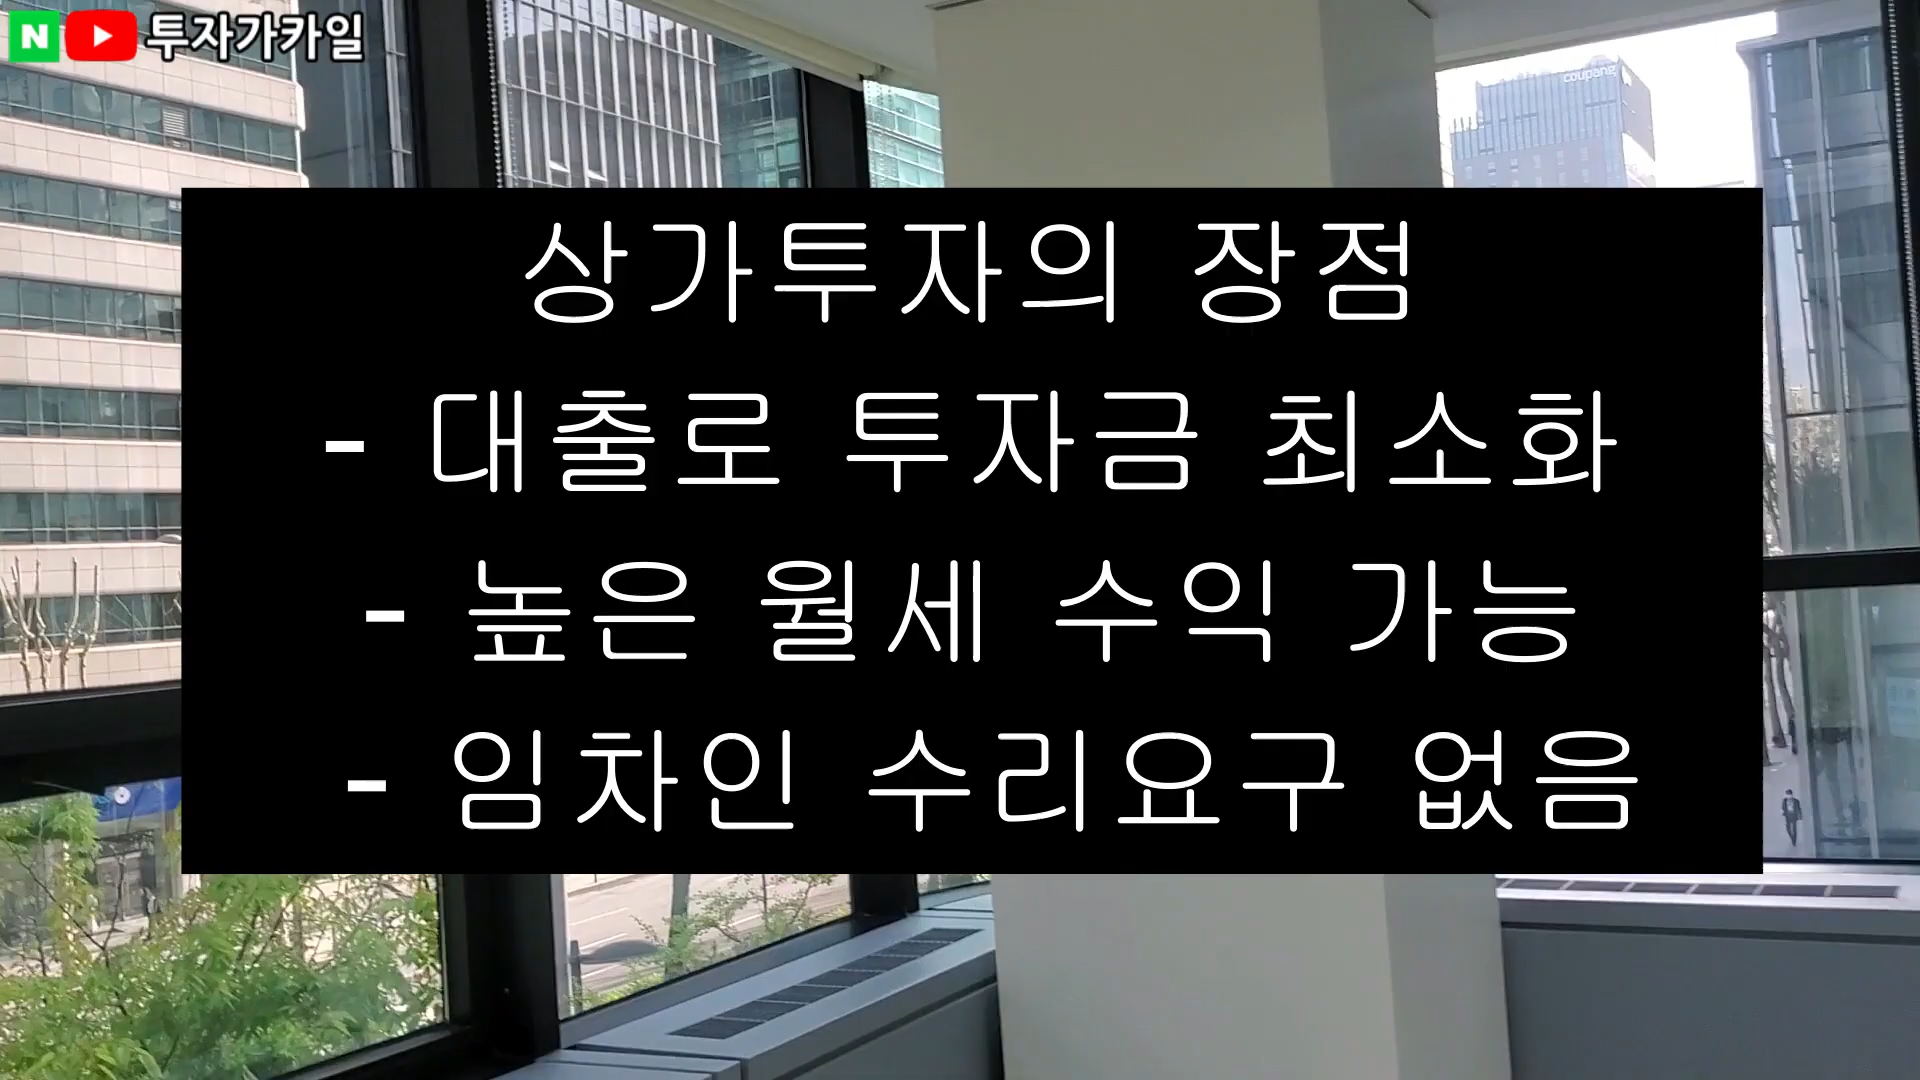 N 투자가카일
coupang
상가투자의 장점
- 대출로 투자금 최소화
- 높은 월세 수익 가능
- 임차인 수리요구 없음